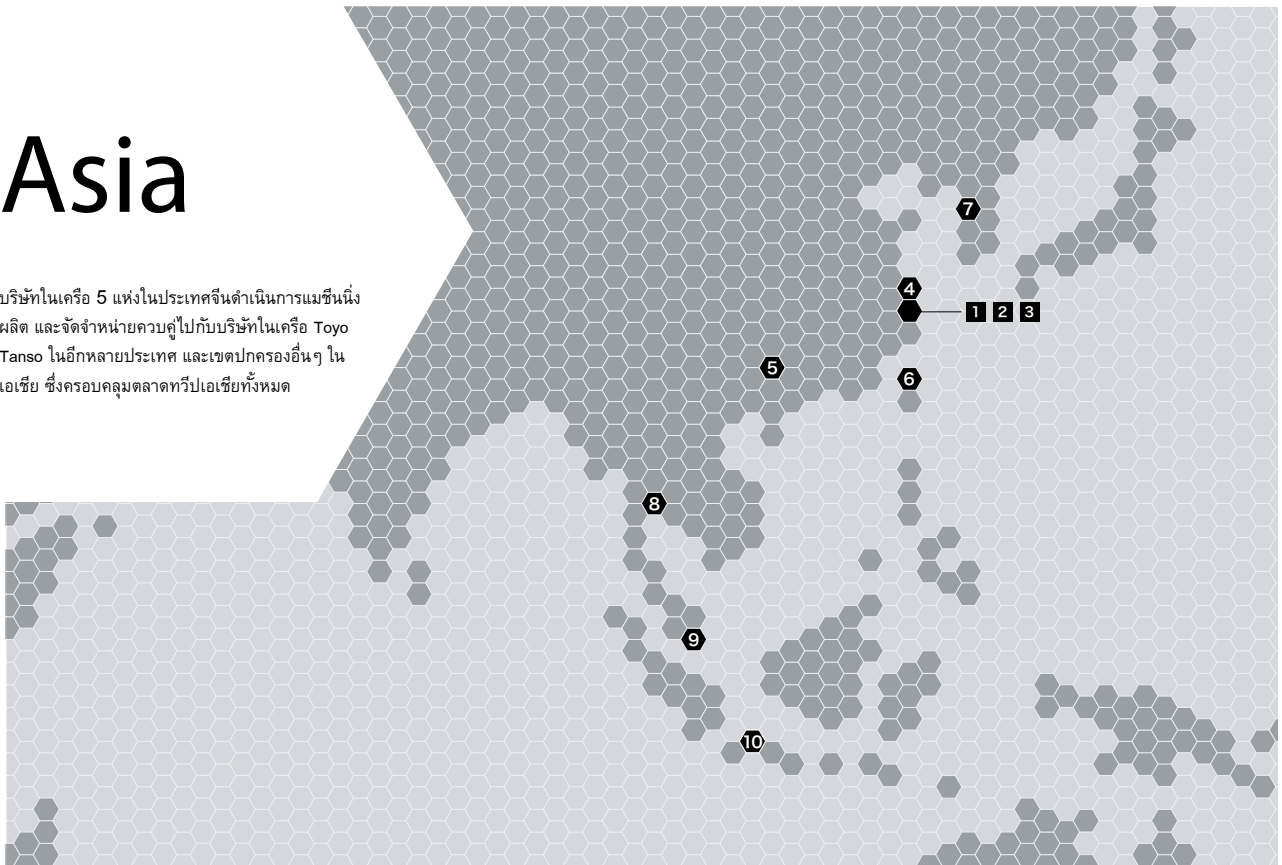 Asia
บริษัทในเครือ 5 แห่งในประเทศจีนดำเนินการแมชีนนิ่ง
ผลิต และจัดจำหน่ายควบคู่ไปกับบริษัทในเครือ Toyo
Tanso ในอีกหลายประเทศ และเขตปกครองอื่นๆ ใน
เอเชีย ซึ่งครอบคลุมตลาดทวีปเอเชียทั้งหมด
7
4
1 2 3
5
6
8
9
10